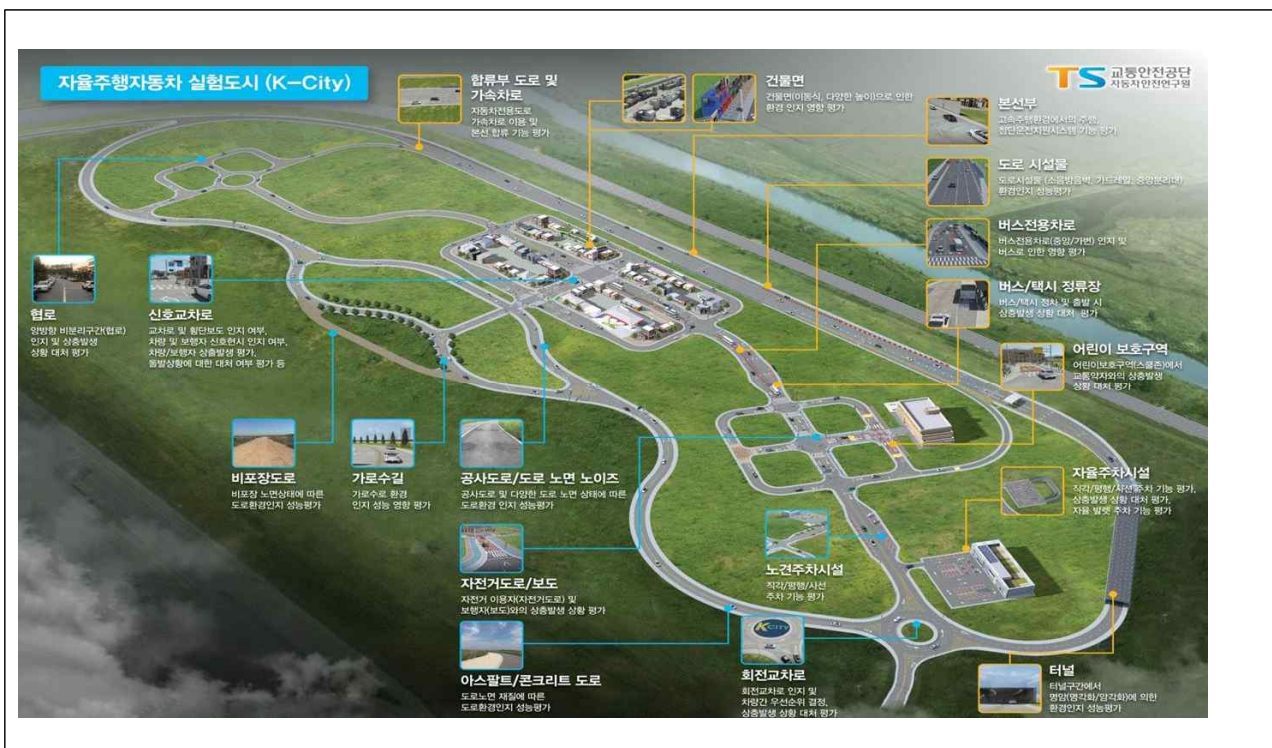 자율주행자동차 실험도시 (K-City)
TS 교통안전공단
자동차안전연구원
합류부 도로 및
가속차로
자동차전용도로
가속차로 이용 및
본선 합류 기능 평가
건물면
건물면(이동식, 다양한 높이)으로 인한
환경 인지 영향 평가
본선부
고속주행환경에서의 주행,
첨단운전지원시스템 기능 평가
도로 시설물
도로시설물 (소음방음벽, 가드레일, 중앙분리대)
환경인지 성능평가
버스전용차로
버스전용차로(중앙/가변) 인지 및
버스로 인한 영향 평가
버스/택시 정류장
버스/택시 정차 및 출발 시
상충발생 상황 대처 평가
어린이 보호구역
어린이보호구역(스쿨존)에서
교통약자와의 상충발생
상황 대처 평가
협로
양방향 비분리구간(협로)
인지 및 상충발생
상황 대처 평가
신호교차로
교차로 및 횡단보도 인지 여부,
차량 및 보행자 신호현시 인지 여부,
차량/보행자 상충발생 평가,
돌발상황에 대한 대처 여부 평가 등
비포장도로
비포장 노면상태에 따른
도로환경인지 성능평가
가로수길
가로수로 환경
인지 성능 영향 평가
공사도로/도로 노면 노이즈
공사도로 및 다양한 도로 노면 상태에 따른
도로환경 인지 성능평가
자율주차시설
직각/평행/사선 주차 기능 평가,
상충발생 상황 대처 평가,
자율 발렛 주차 기능 평가
자전거도로/보도
자전거 이용자(자전거도로) 및
보행자(보도)와의 상충발생 상황 평가
노견주차시설
직각/평행/사선
주차 기능 평가
아스팔트/콘크리트 도로
도로노면 재질에 따른
도로환경인지 성능평가
K-CITY
회전교차로
회전교차로 인지 및
차량간 우선순위 결정,
상충발생 상황 대처 평가
터널
터널구간에서
명암(명각화/암각화)에 의한
환경인지 성능평가